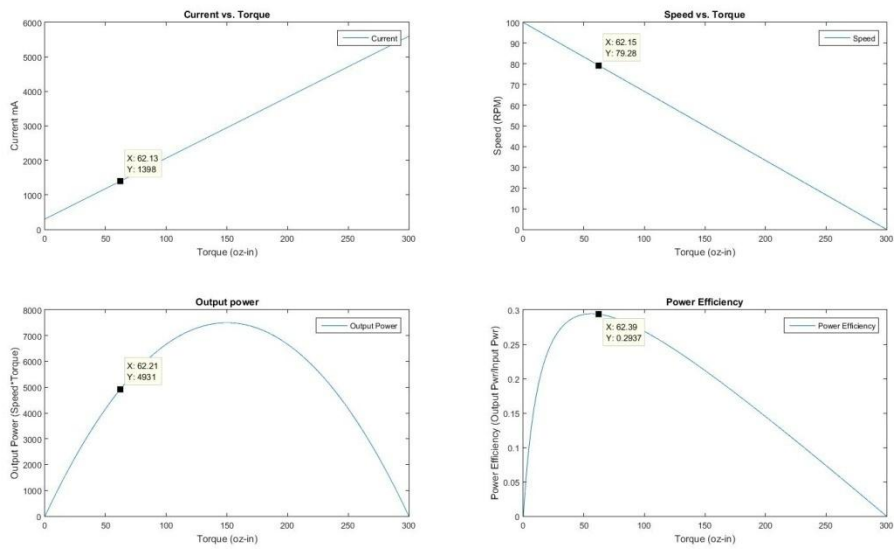 Current vs. Torque
6000
5000
4000
3000
2000
1000
0
Current mA
Current
X: 62.13
Y: 1398
0 50 100 150 200 250 300
Torque (oz-in)
Speed vs. Torque
100
90
80
70
60
50
40
30
20
10
0
Speed (RPM)
Speed
X: 62.15
Y: 79.28
0 50 100 150 200 250 300
Torque (oz-in)
Output power
8000
7000
6000
5000
4000
3000
2000
1000
0
Output Power (Speed*Torque)
Output Power
X: 62.21
Y: 4931
0 50 100 150 200 250 300
Torque (oz-in)
Power Efficiency
0.3
0.25
0.2
0.15
0.1
0.05
0
Power Efficiency (Output Pwr/Input Pwr)
Power Efficiency
X: 62.39
Y: 0.2937
0 50 100 150 200 250 300
Torque (oz-in)